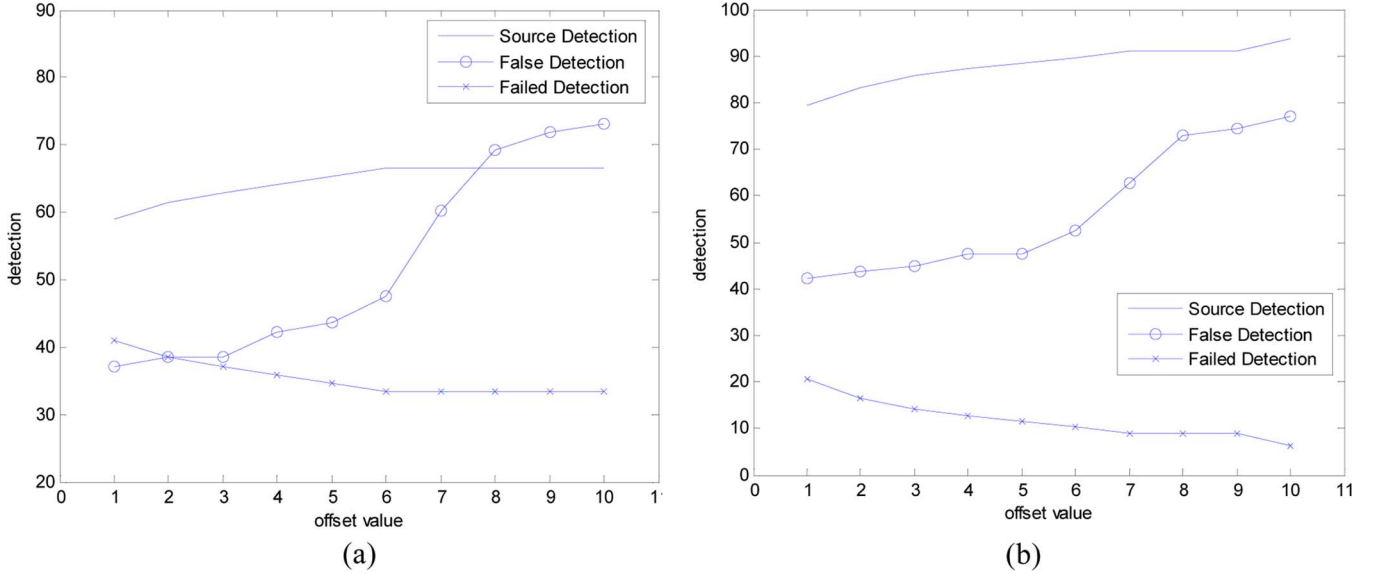 90
80
70
60
50
40
30
20
detection
0 1 2 3 4 5 6 7 8 9 10 1
offset value
Source Detection
False Detection
Failed Detection
(a)
100
90
80
70
60
50
40
30
20
10
0
detection
0 1 2 3 4 5 6 7 8 9 10 11
offset value
Source Detection
False Detection
Failed Detection
(b)